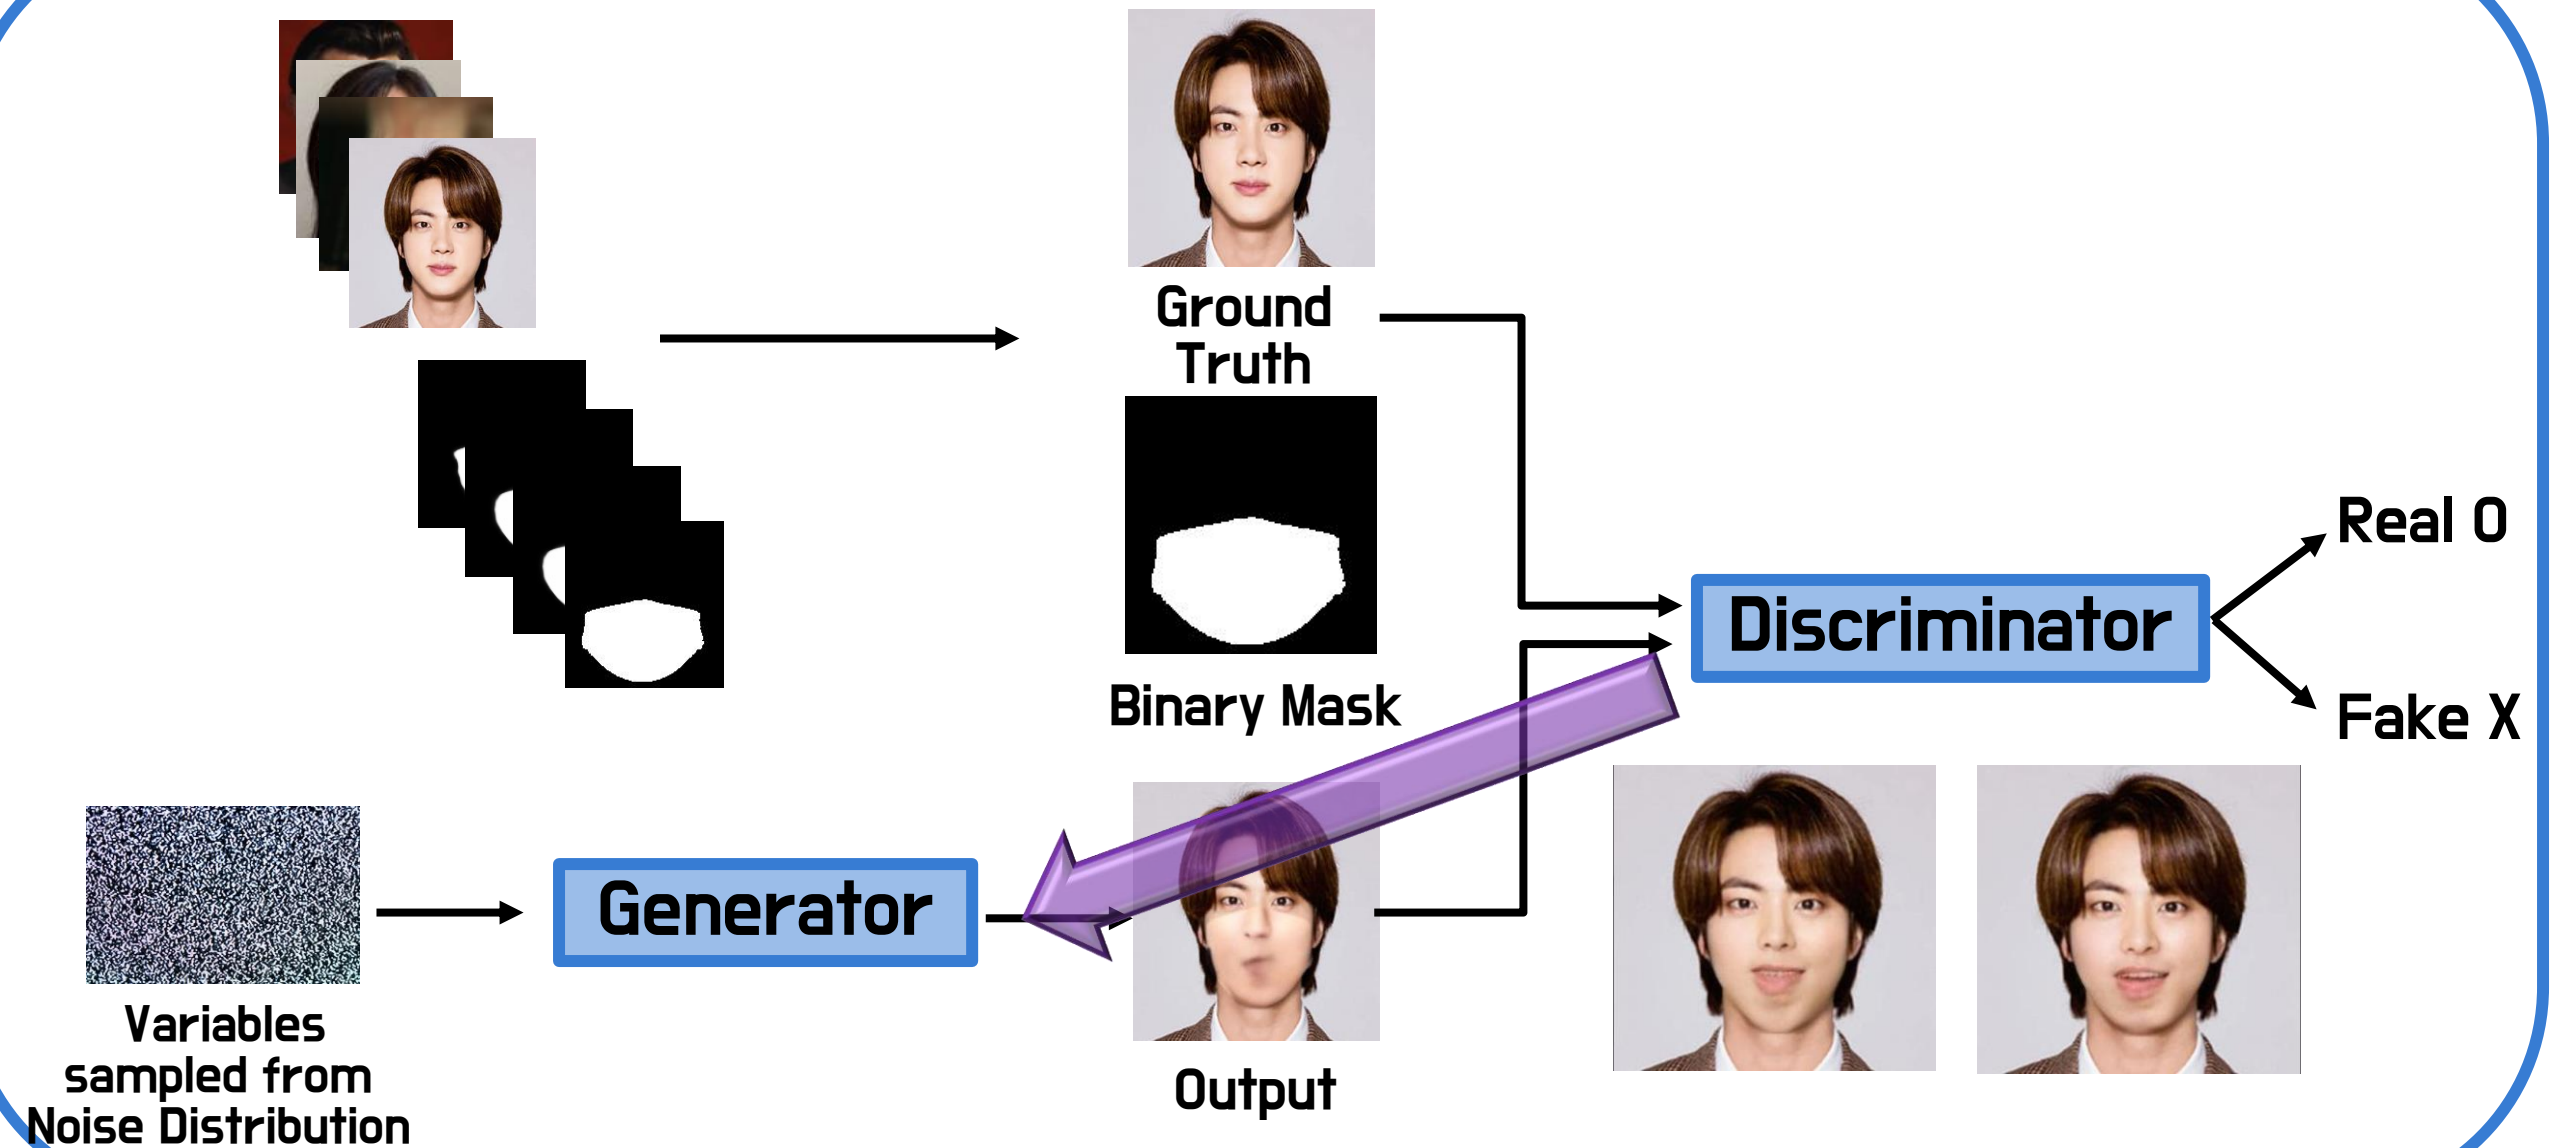 Ground
Truth
Binary Mask
Real O
Discriminator
Fake X
Generator
Variables
sampled from
Noise Distribution
Output